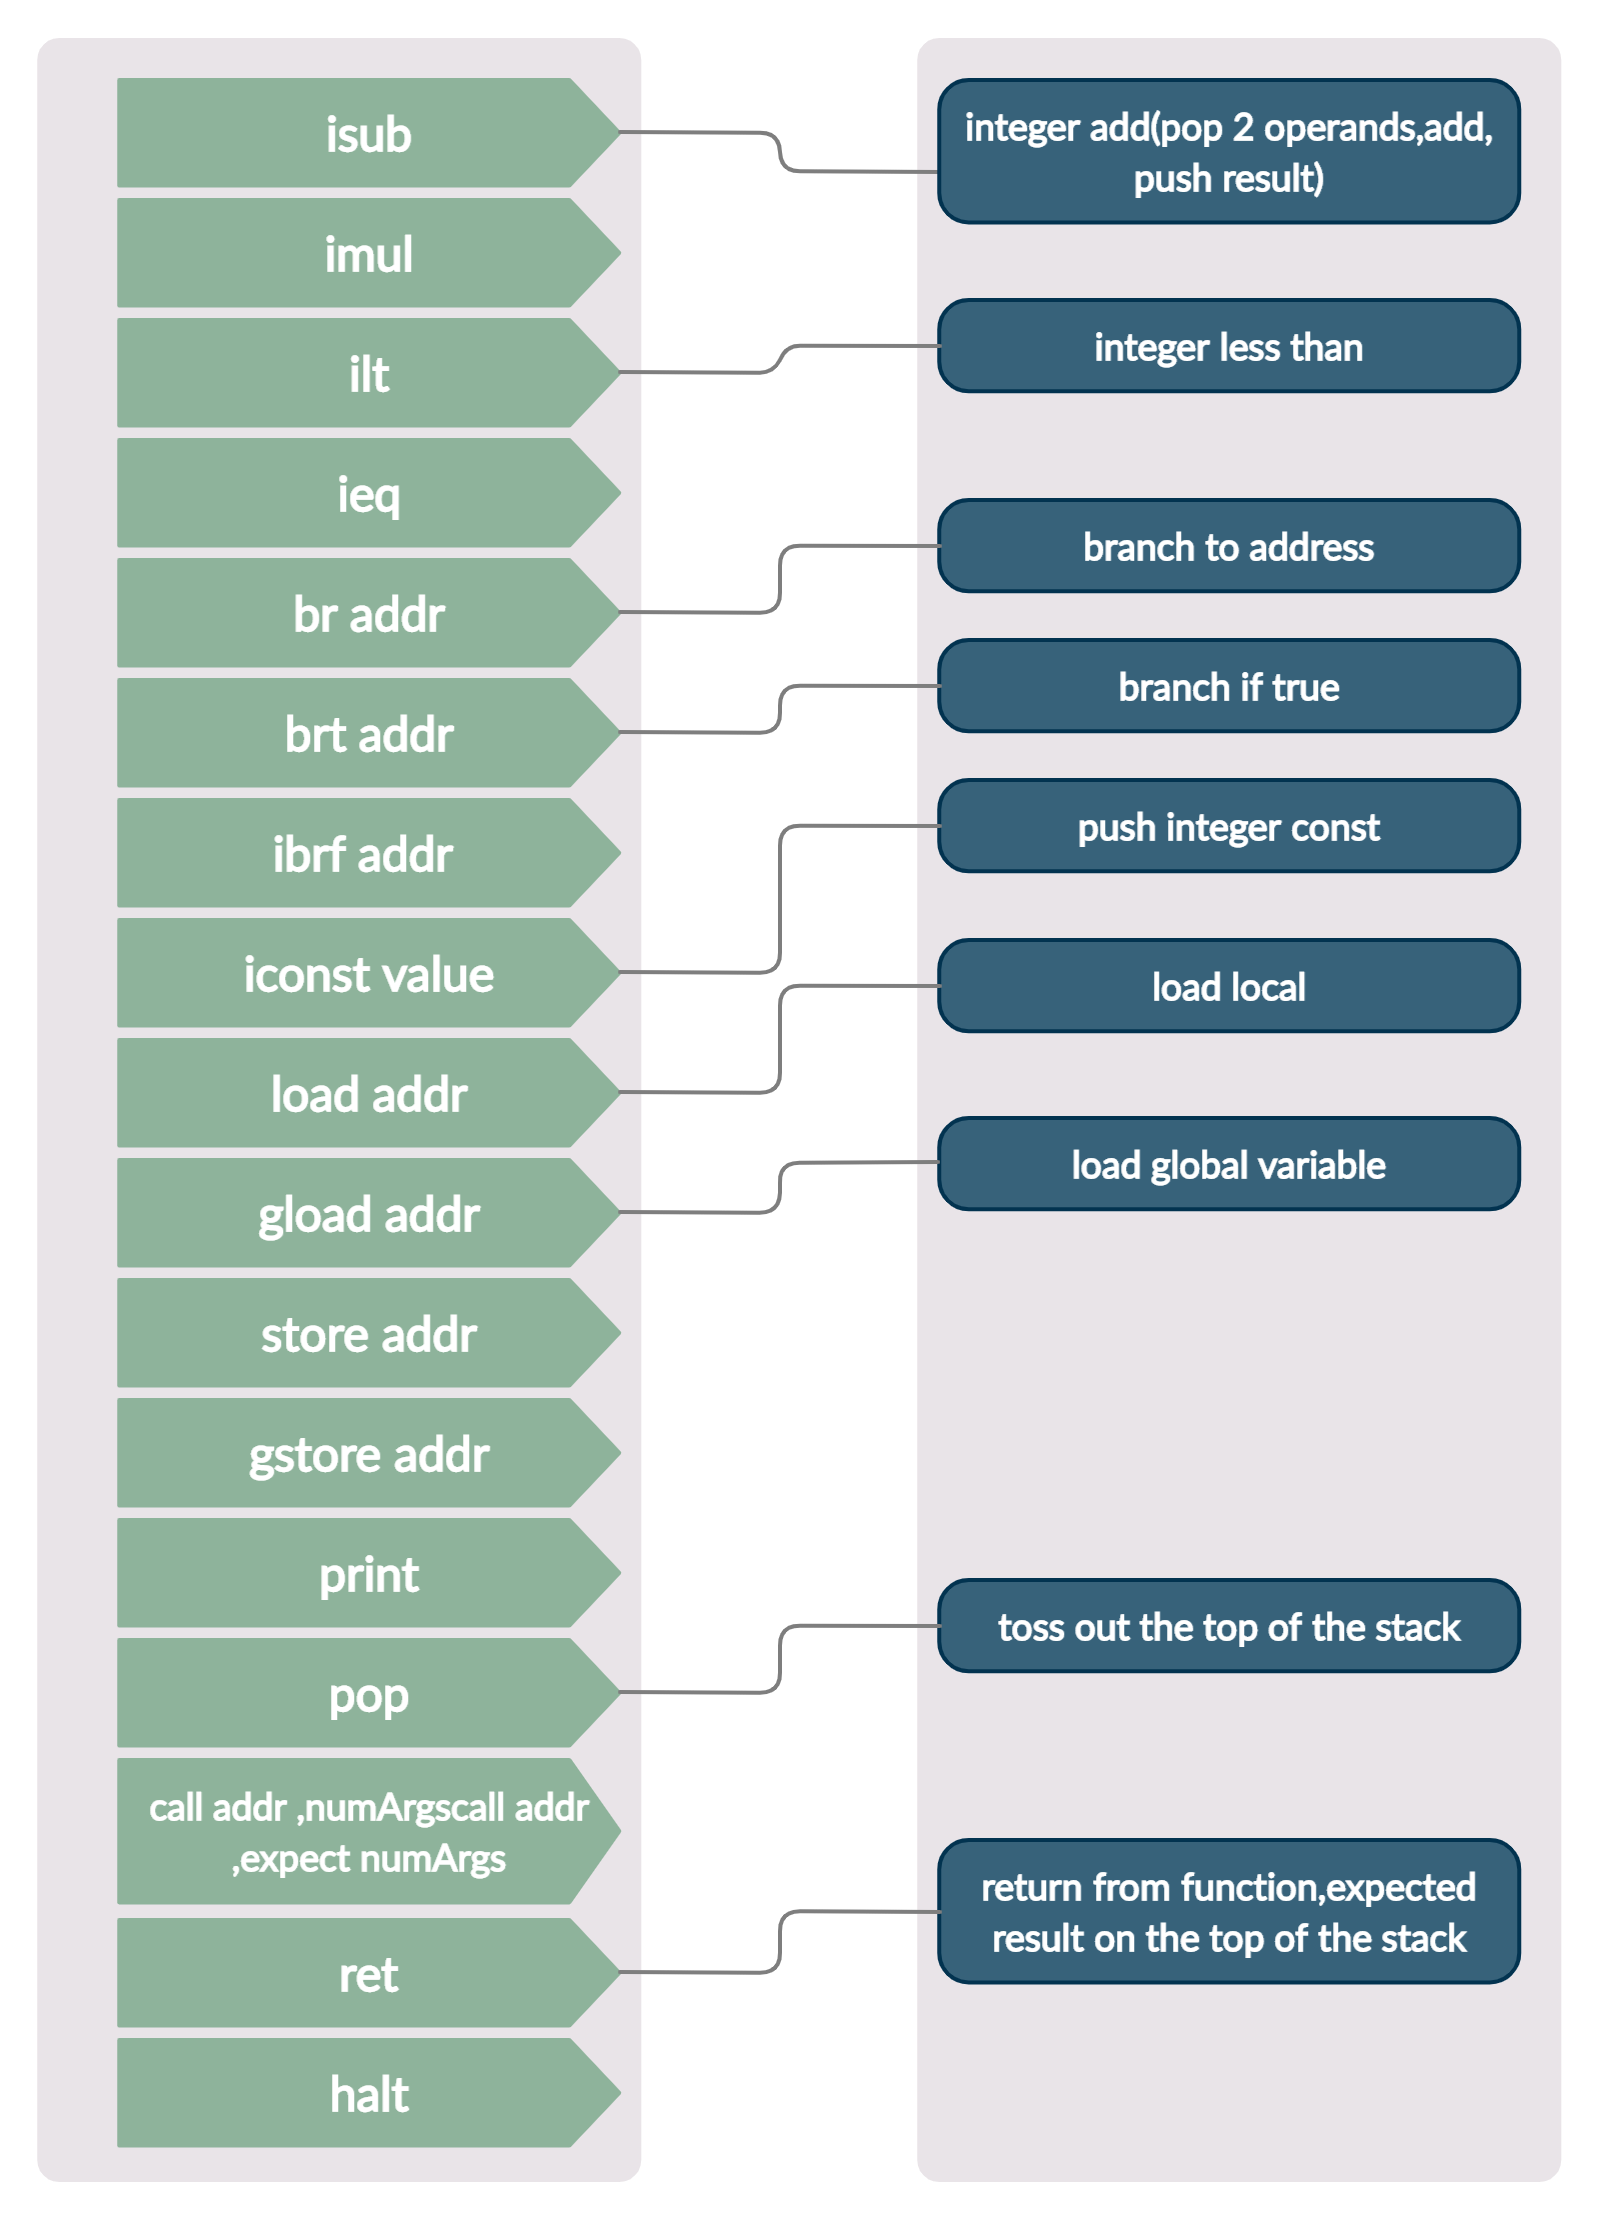 isub
imul
ilt
ieq
br addr
brt addr
ibrf addr
iconst value
load addr
gload addr
store addr
gstore addr
print
pop
call addr ,numArgscall addr
,expect numArgs
ret
halt
integer add(pop 2 operands,add,
push result)
integer less than
branch to address
branch if true
push integer const
load local
load global variable
toss out the top of the stack
return from function,expected
result on the top of the stack